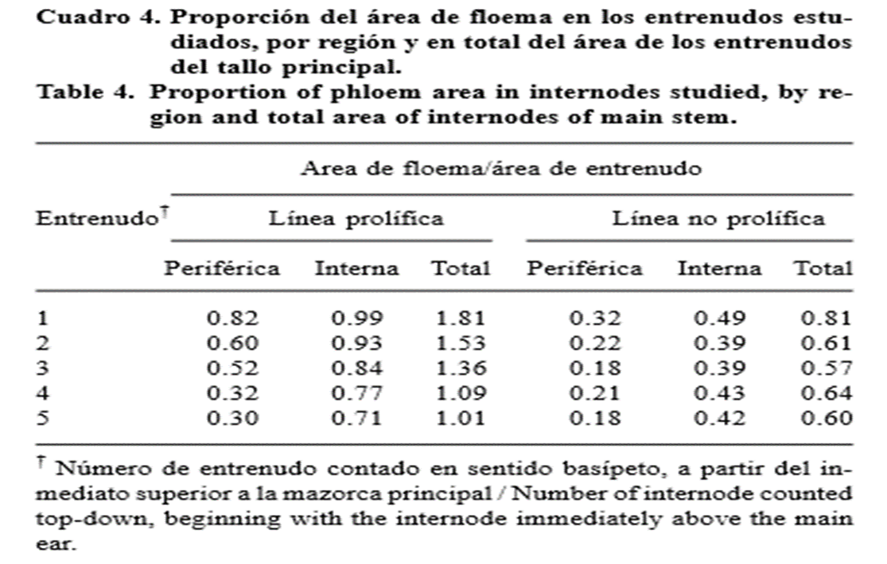 Cuadro 4. Proporción del área de floema en los entrenudos estu-
diados, por región y en total del área de los entrenudos
del tallo principal.
Table 4. Proportion of phloem area in internodes studied, by re-
gion and total area of internodes of main stem.
Area de floema/área de entrenudo
Entrenudo† Línea prolífica Línea no prolífica
Periférica Interna Total Periférica Interna Total
1 0.82 0.99 1.81 0.32 0.49 0.81
2 0.60 0.93 1.53 0.22 0.39 0.61
3 0.52 0.84 1.36 0.18 0.39 0.57
4 0.32 0.77 1.09 0.21 0.43 0.64
5 0.30 0.71 1.01 0.18 0.42 0.60
† Número de entrenudo contado en sentido basípeto, a partir del in-
mediato superior a la mazorca principal / Number of internode counted
top-down, beginning with the internode immediately above the main
ear.